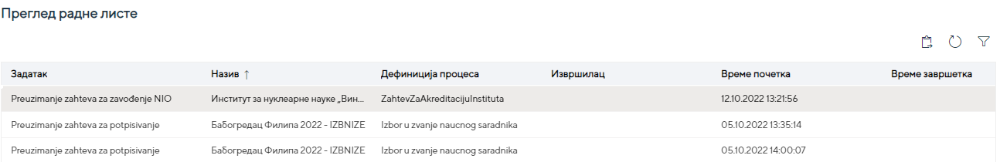 Преглед радне листе
Задатак Назив ↑ Дефиниција процеса Извршилац Време почетка Време завршетка
Preuzimanje zahteva za zavođenje NIO Институт за нуклеарне науке „Вин... ZahtevZaAkreditacijuInstituta 12.10.2022 13:21:56
Preuzimanje zahteva za potpisivanje Бабогредац Филипа 2022 - IZBNIZE Izbor u zvanje naucnog saradnika 05.10.2022 13:35:14
Preuzimanje zahteva za potpisivanje Бабогредац Филипа 2022 - IZBNIZE Izbor u zvanje naucnog saradnika 05.10.2022 14:00:07